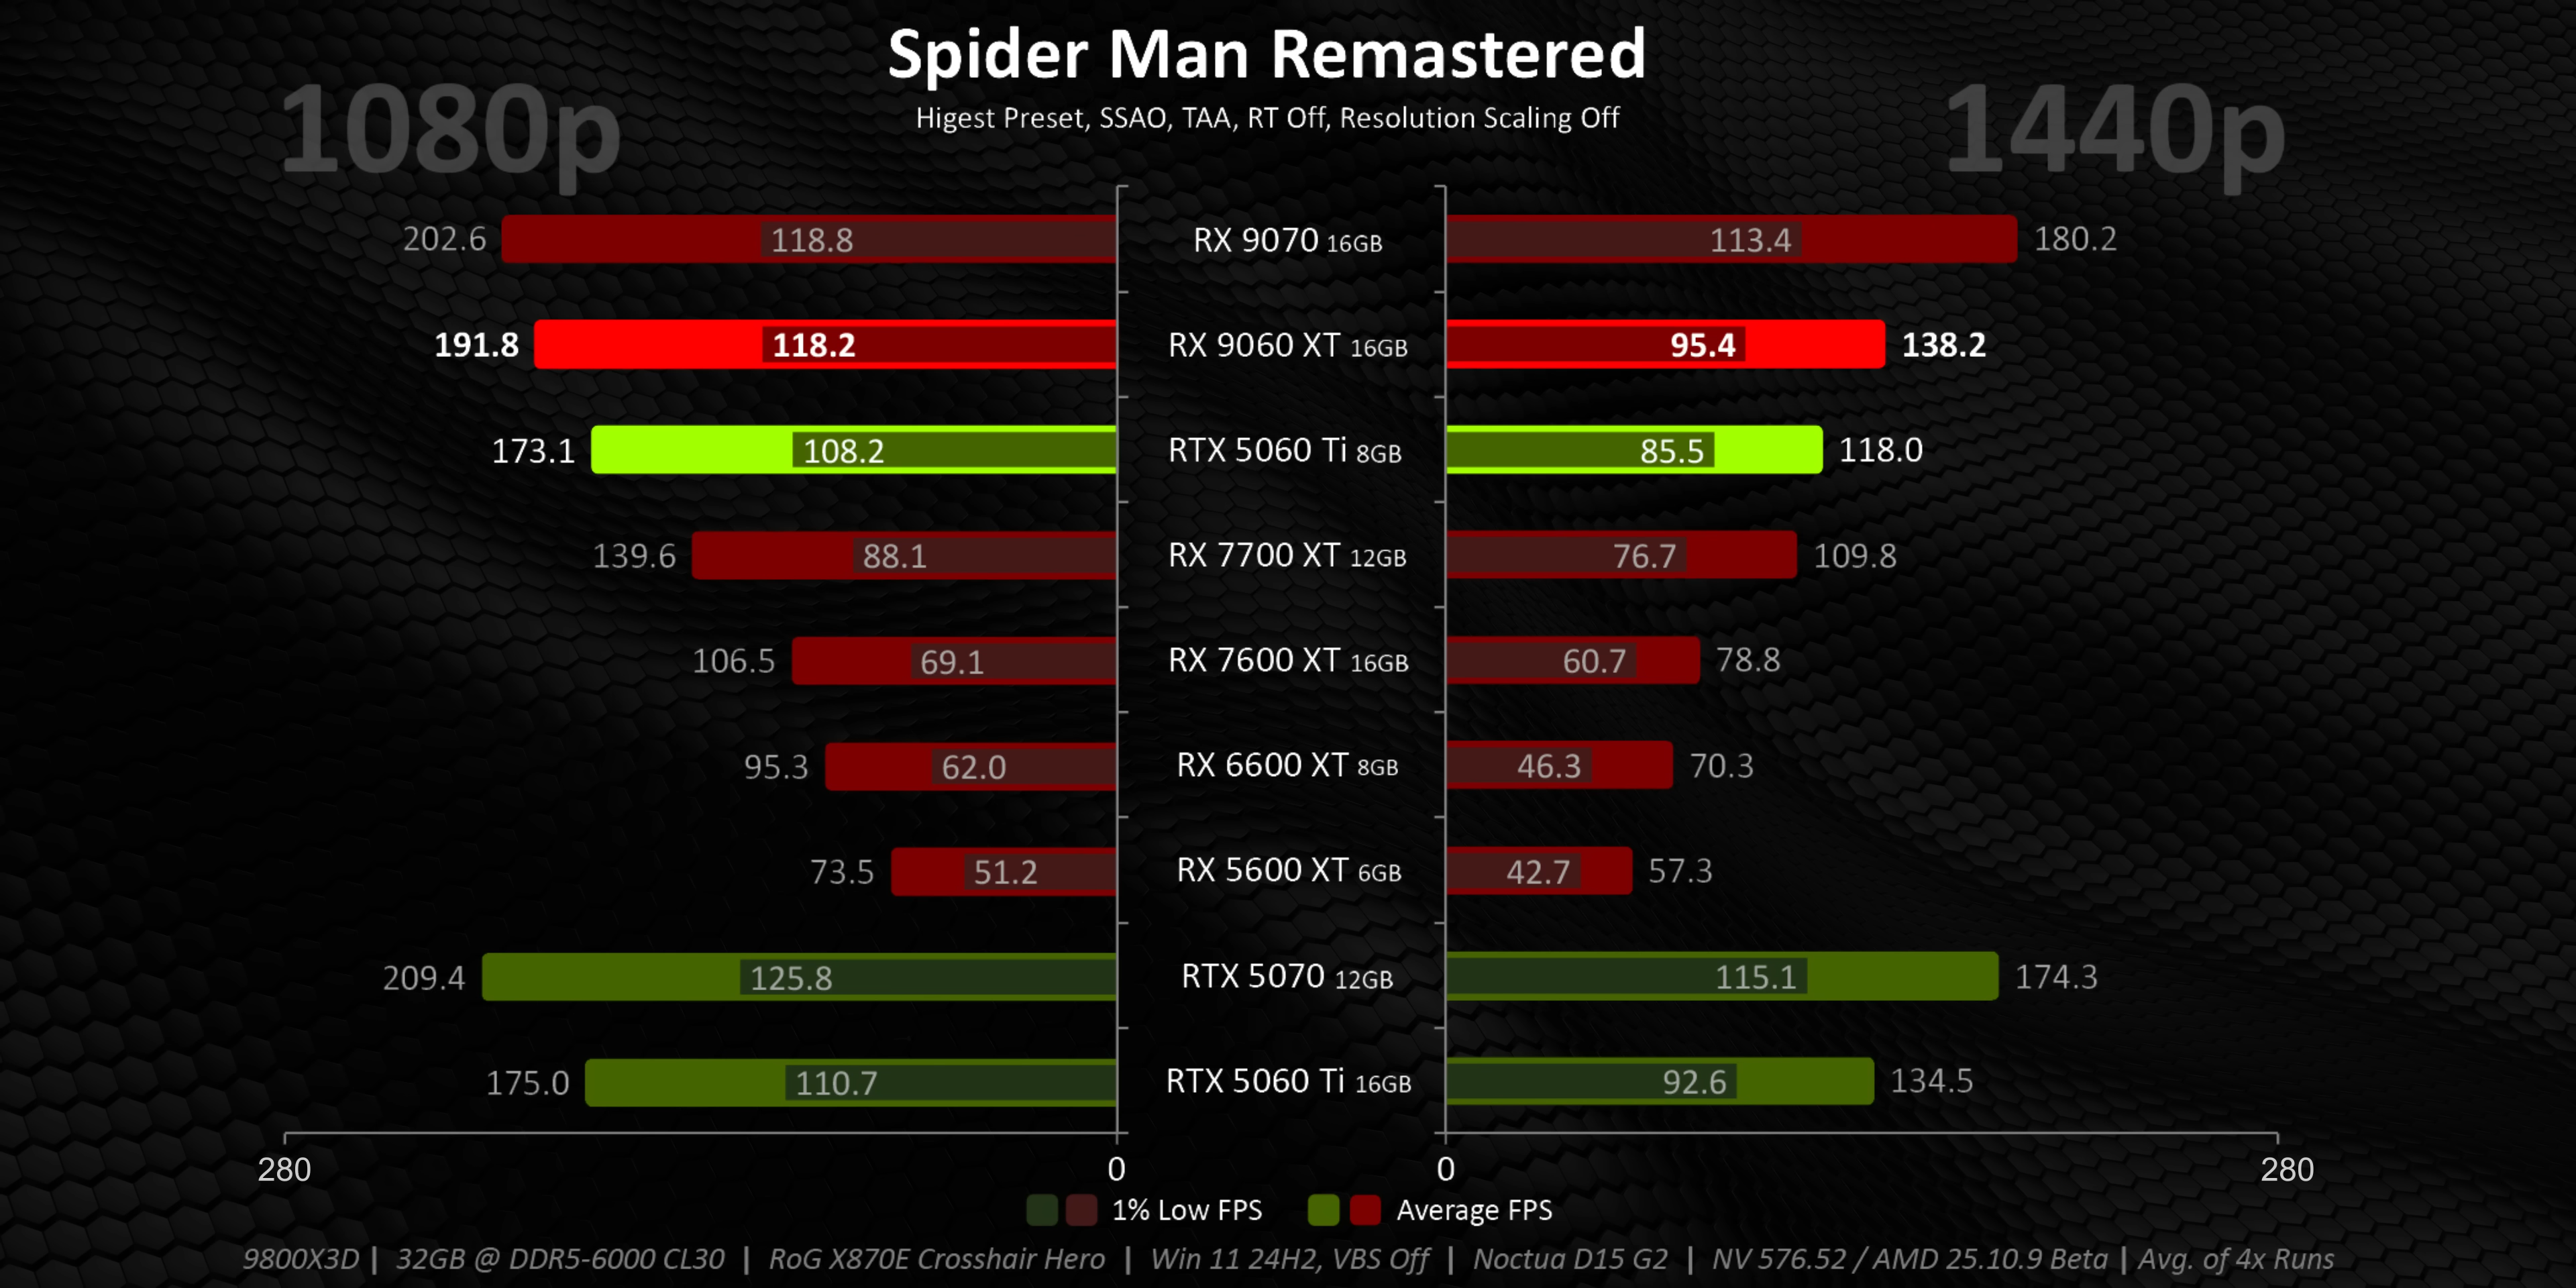 Spider Man Remastered
Higest Preset, SSAO, TAA, RT Off, Resolution Scaling Off
1080p
1440p
202.6 118.8 RX 9070 16GB 113.4 180.2
191.8 118.2 RX 9060 XT 16GB 95.4 138.2
173.1 108.2 RTX 5060 Ti 8GB 85.5 118.0
139.6 88.1 RX 7700 XT 12GB 76.7 109.8
106.5 69.1 RX 7600 XT 16GB 60.7 78.8
95.3 62.0 RX 6600 XT 8GB 46.3 70.3
73.5 51.2 RX 5600 XT 6GB 42.7 57.3
209.4 125.8 RTX 5070 12GB 115.1 174.3
175.0 110.7 RTX 5060 Ti 16GB 92.6 134.5
280 0 0 280
1% Low FPS Average FPS
9800X3D | 32GB @ DDR5-6000 CL30 | RoG X870E Crosshair Hero | Win 11 24H2, VBS Off | Noctua D15 G2 | NV 576.52 / AMD 25.10.9 Beta | Avg. of 4x Runs